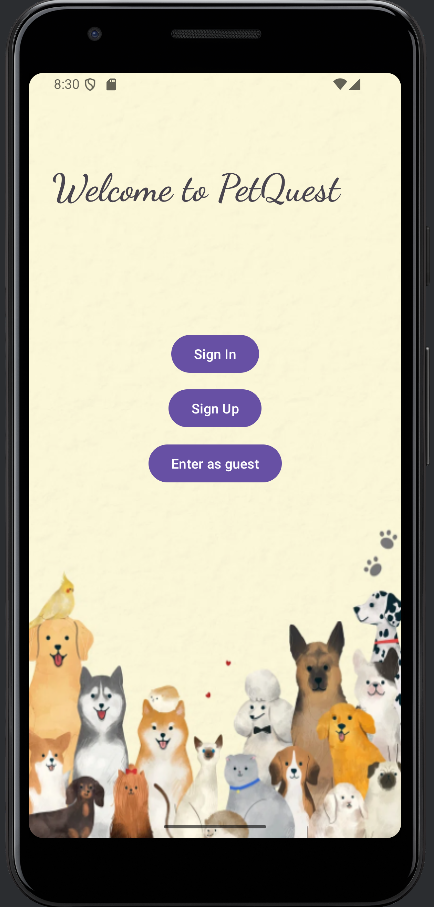 8:30
Welcome to PetQuest
Sign In
Sign Up
Enter as guest